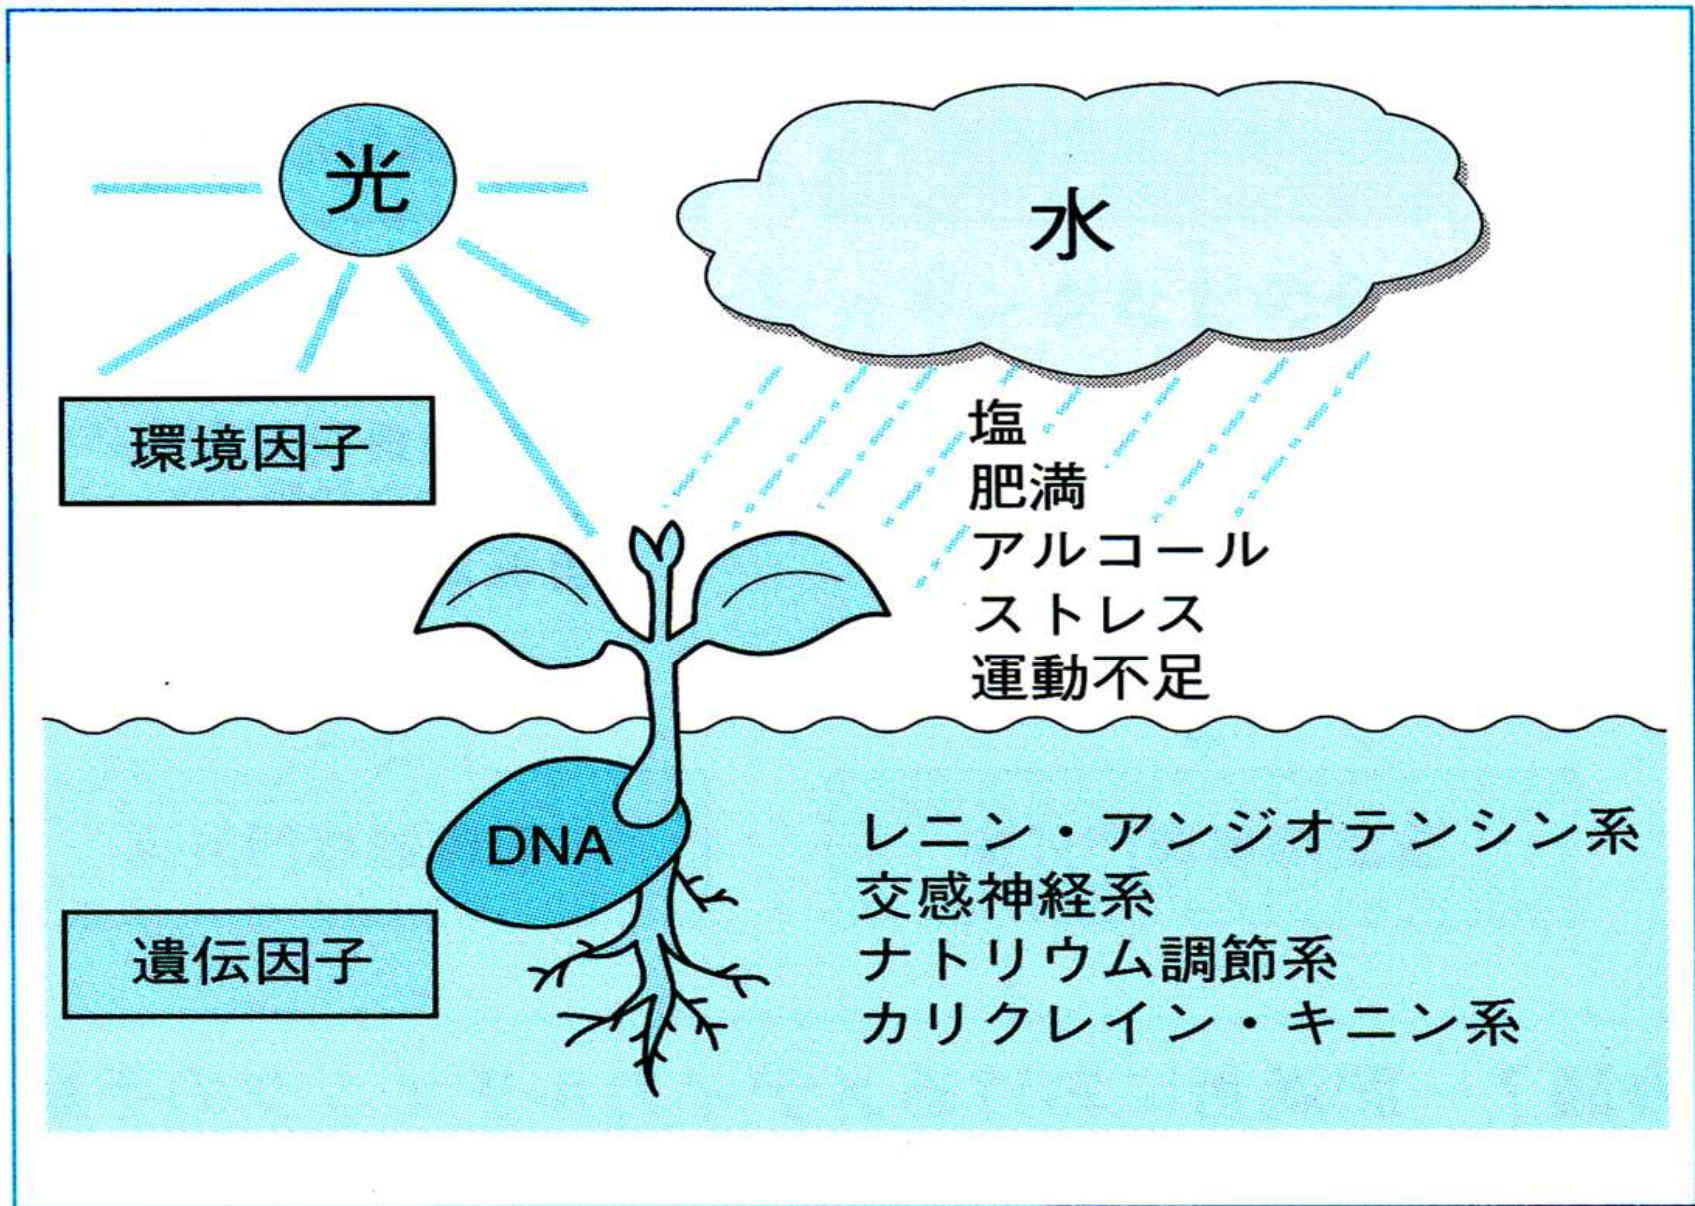 光
水
環境因子
塩
肥満
アルコール
ストレス
運動不足
DNA
遺伝因子
レニン・アンジオテンシン系
交感神経系
ナトリウム調節系
カリクレイン・キニン系